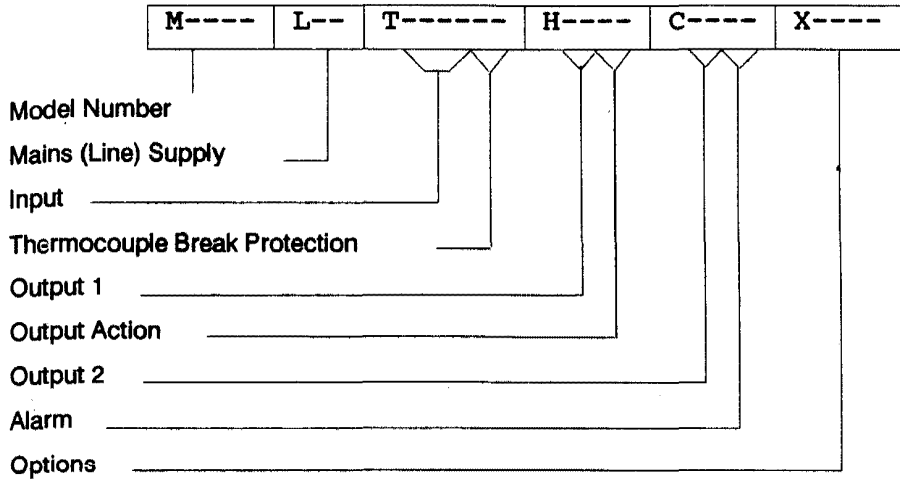 M---- L-- T------ H---- C---- X----
Model Number
Mains (Line) Supply
Input
Thermocouple Break Protection
Output 1
Output Action
Output 2
Alarm
Options